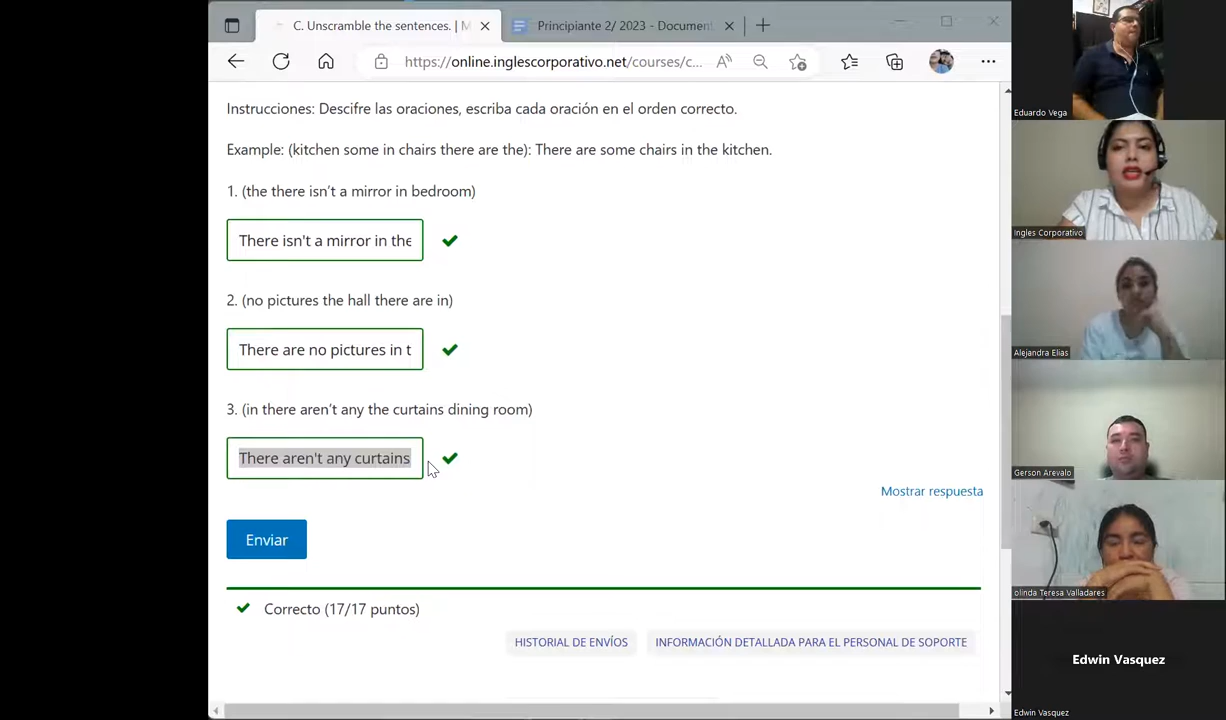 C. Unscramble the sentences. | M
Principiante 2/ 2023 - Document
https://online.inglescorporativo.net/courses/c...
Instrucciones: Descifre las oraciones, escriba cada oración en el orden correcto.
Example: (kitchen some in chairs there are the): There are some chairs in the kitchen.
1. (the there isn't a mirror in bedroom)
There isn't a mirror in the
2. (no pictures the hall there are in)
There are no pictures in t
3. (in there aren't any the curtains dining room)
There aren't any curtains
Mostrar respuesta
Enviar
Correcto (17/17 puntos)
HISTORIAL DE ENVÍOS
INFORMACIÓN DETALLADA PARA EL PERSONAL DE SOPORTE
Eduardo Vega
Ingles Corporativo
Alejandra Elias
Gerson Arevalo
olinda Teresa Valladares
Edwin Vasquez
Edwin Vasquez